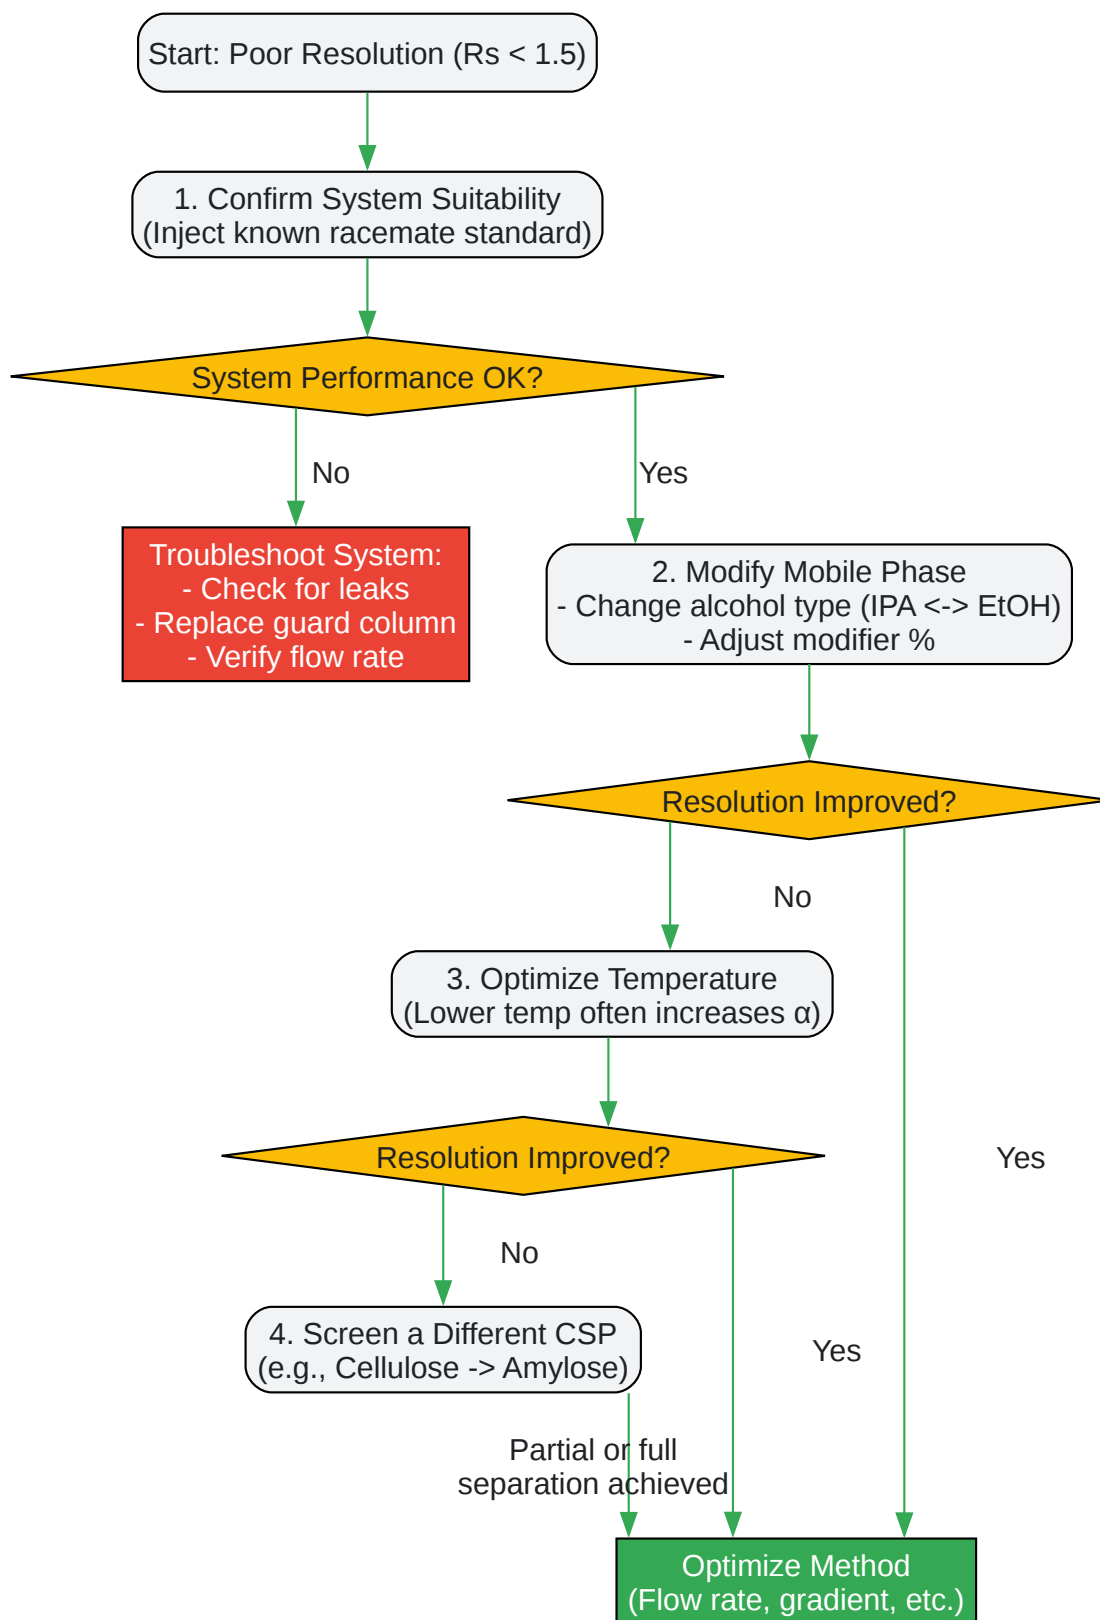 Start: Poor Resolution (Rs < 1.5)
1. Confirm System Suitability
(Inject known racemate standard)
System Performance OK?
No
Yes
Troubleshoot System:
- Check for leaks
- Replace guard column
- Verify flow rate
2. Modify Mobile Phase
- Change alcohol type (IPA <-> EtOH)
- Adjust modifier %
Resolution Improved?
No
3. Optimize Temperature
(Lower temp often increases α)
Resolution Improved?
Yes
No
4. Screen a Different CSP
(e.g., Cellulose -> Amylose)
Yes
Partial or full
separation achieved
Optimize Method
(Flow rate, gradient, etc.)